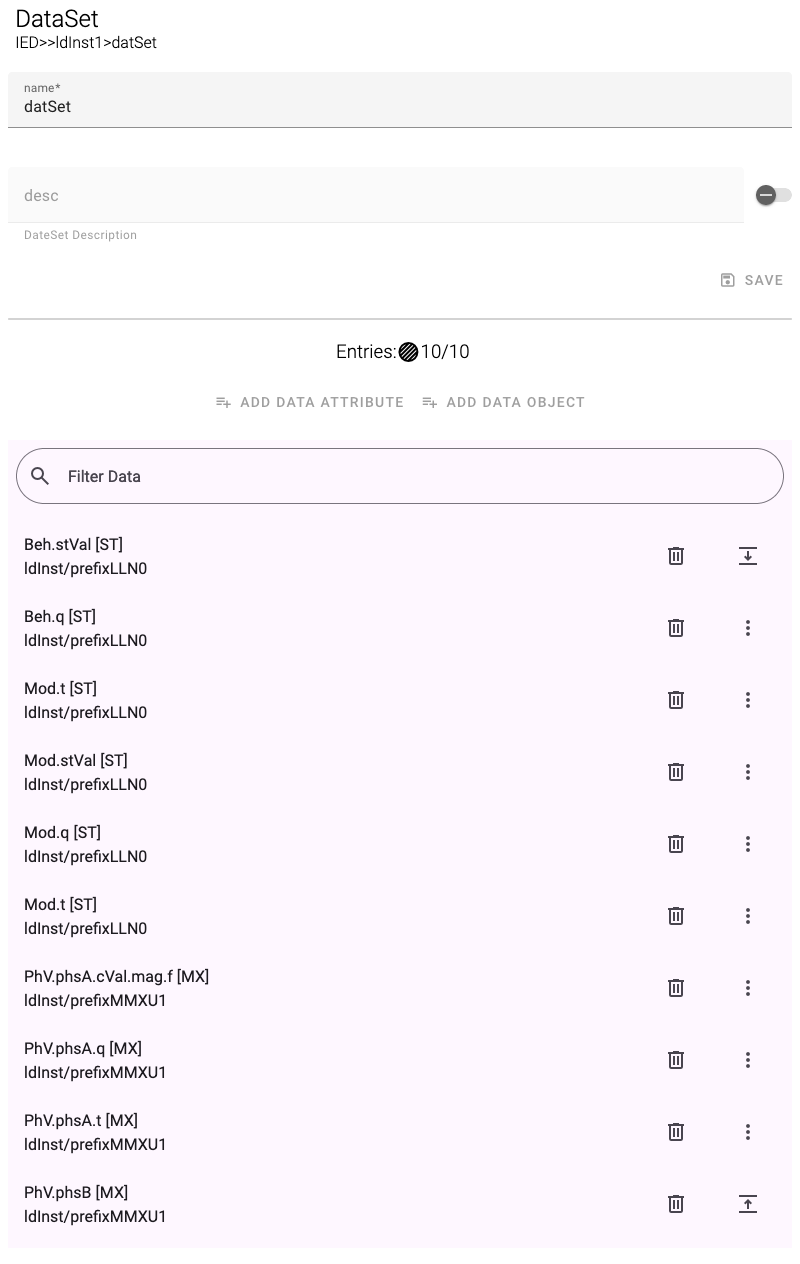 DataSet
IED>>ldInst1>datSet
name*
datSet
desc
DateSet Description
SAVE
Entries: 10/10
ADD DATA ATTRIBUTE ADD DATA OBJECT
Filter Data
Beh.stVal [ST]
ldInst/prefixLLN0
Beh.q [ST]
ldInst/prefixLLN0
Mod.t [ST]
ldInst/prefixLLN0
Mod.stVal [ST]
ldInst/prefixLLN0
Mod.q [ST]
ldInst/prefixLLN0
Mod.t [ST]
ldInst/prefixLLN0
PhV.phsA.cVal.mag.f [MX]
ldInst/prefixMMXU1
PhV.phsA.q [MX]
ldInst/prefixMMXU1
PhV.phsA.t [MX]
ldInst/prefixMMXU1
PhV.phsB [MX]
ldInst/prefixMMXU1